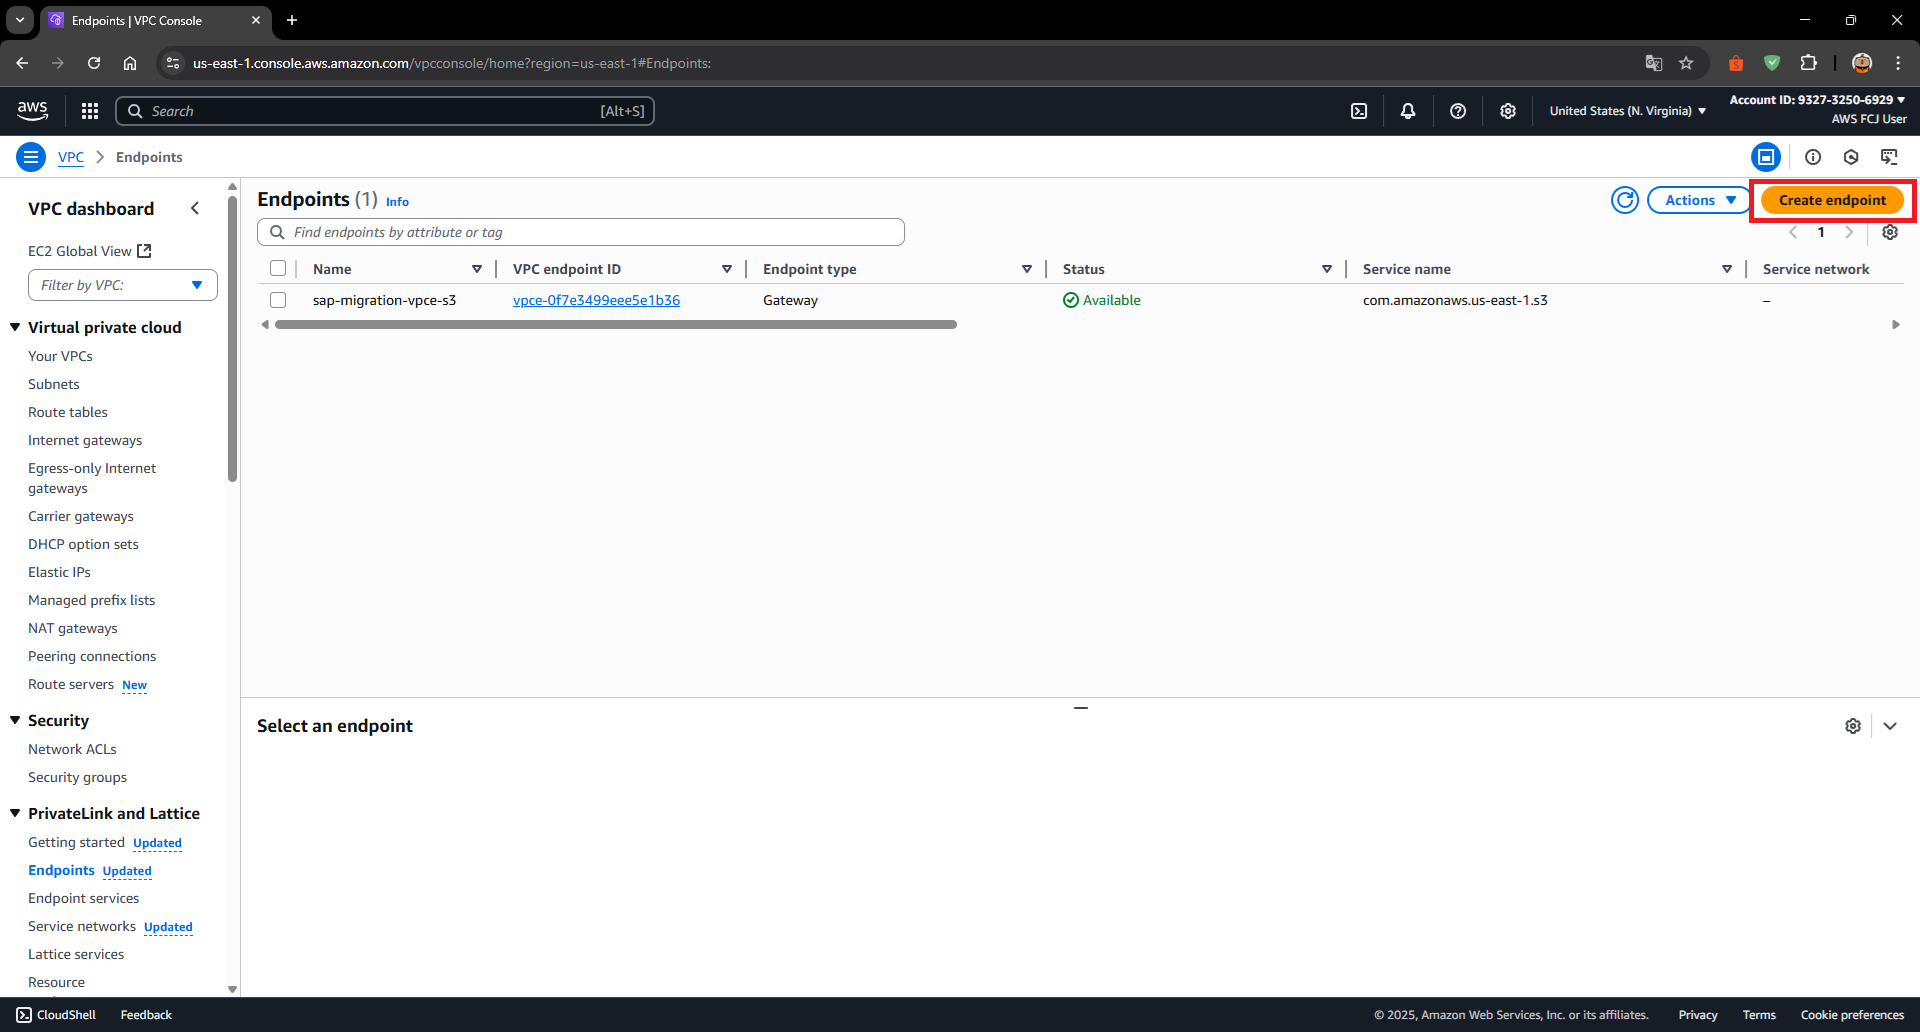 Endpoints | VPC Console
us-east-1.console.aws.amazon.com/vpcconsole/home?region=us-east-1#Endpoints:
aws
Search
[Alt+S]
United States (N. Virginia)
Account ID: 9327-3250-6929
AWS FCJ User
VPC
Endpoints
VPC dashboard
EC2 Global View
Filter by VPC:
Virtual private cloud
Your VPCs
Subnets
Route tables
Internet gateways
Egress-only Internet
gateways
Carrier gateways
DHCP option sets
Elastic IPs
Managed prefix lists
NAT gateways
Peering connections
Route servers New
Security
Network ACLs
Security groups
PrivateLink and Lattice
Getting started Updated
Endpoints Updated
Endpoint services
Service networks Updated
Lattice services
Resource
Endpoints (1) Info
Actions
Create endpoint
Find endpoints by attribute or tag
1
Name VPC endpoint ID Endpoint type Status Service name Service network
sap-migration-vpce-s3 vpce-0f7e3499eee5e1b36 Gateway Available com.amazonaws.us-east-1.s3 –
Select an endpoint
CloudShell Feedback
© 2025, Amazon Web Services, Inc. or its affiliates. Privacy Terms Cookie preferences